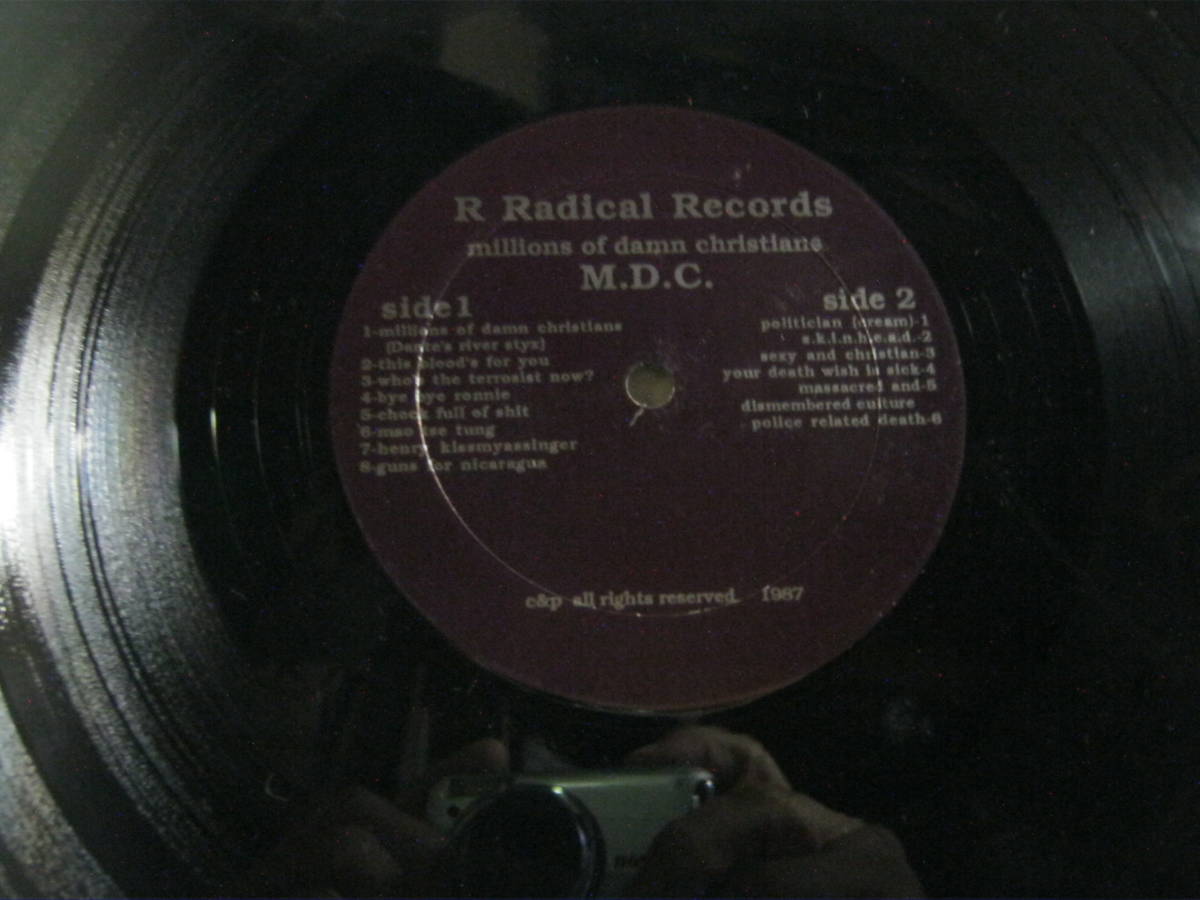 R Radical Records
millions of damn christians
M.D.C.
side 1
1-millions of damn christians
(Dante's river styx)
2-this blood's for you
3-who's the terrosist now?
4-bye bye ronnie
5-chock full of shit
6-mao tse tung
7-henry kissmyassinger
8-guns for nicaragua
side 2
politician (cream)-1
s.k.i.n.h.e.a.d.-2
sexy and christian-3
your death wish is sick-4
massacred and-5
dismembered culture
police related death-6
c&p all rights reserved 1987